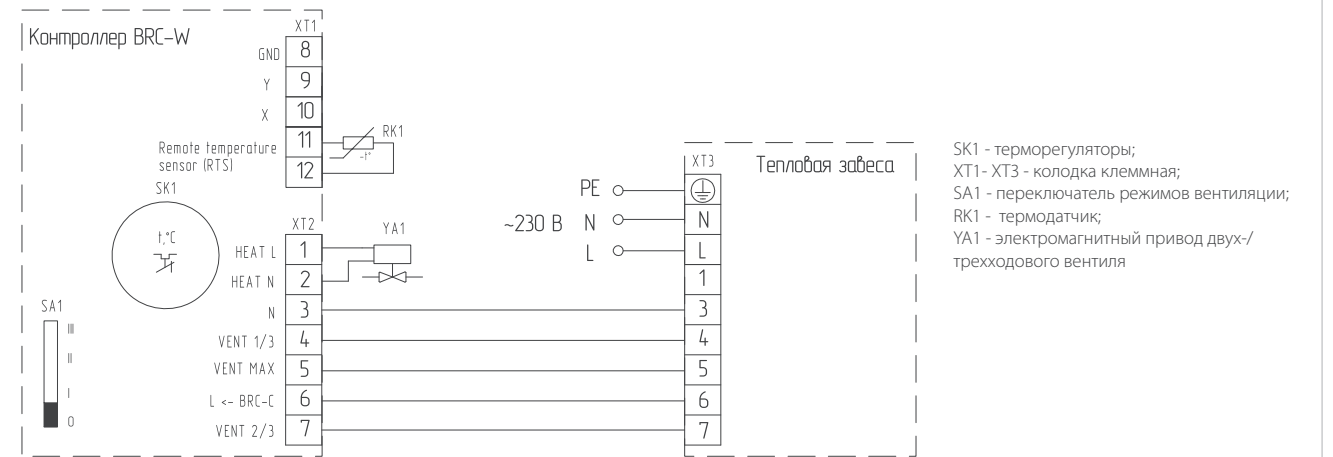 Контроллер BRC-W
XT1
GND 8
Y 9
X 10
Remote temperature
sensor (RTS)
11
12
RK1
-t°
SK1
t,°C
XT2
YA1
HEAT L 1
HEAT N 2
N 3
VENT 1/3 4
VENT MAX 5
L <- BRC-C 6
VENT 2/3 7
SA1
III
II
I
0
~230 В
PE
N
L
XT3
Тепловая завеса
N
L
1
3
4
5
6
7
SK1 - терморегуляторы;
XT1- XT3 - колодка клеммная;
SA1 - переключатель режимов вентиляции;
RK1 - термодатчик;
YA1 - электромагнитный привод двух-/
трехходового вентиля